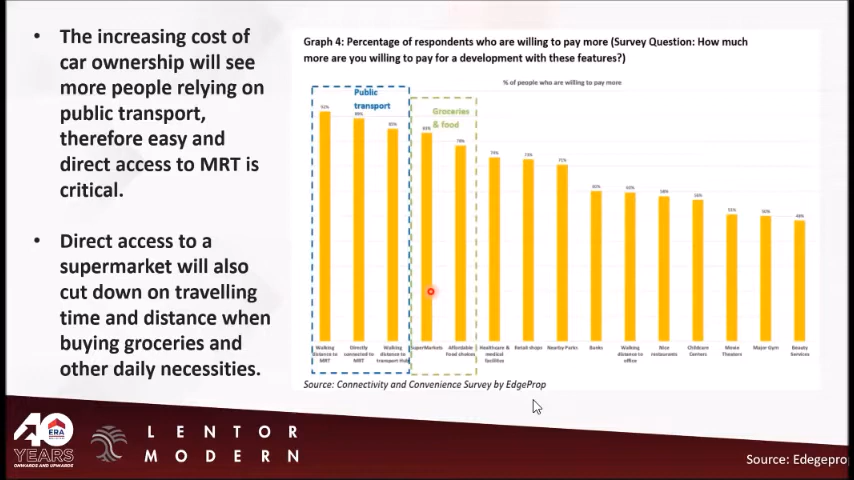 • The increasing cost of
car ownership will see
more people relying on
public transport,
therefore easy and
direct access to MRT is
critical.
• Direct access to a
supermarket will also
cut down on travelling
time and distance when
buying groceries and
other daily necessities.
Graph 4: Percentage of respondents who are willing to pay more (Survey Question: How much
more are you willing to pay for a development with these features?)
% of people who are willing to pay more
Public
transport
Groceries
& food
Walking distance to MRT
Directly connected to MRT
Walking distance to transport Hub
SuperMarkets
Affordable food choices
Healthcare & medical facilities
Retail shops
Nearby Parks
Banks
Walking distance to office
Nice restaurants
Childcare Centers
Movie Theaters
Major Gym
Beauty Services
Source: Connectivity and Convenience Survey by EdgeProp
40
ERA
YEARS
ONWARDS AND UPWARDS
LENTOR
MODERN
Source: Edegeprop